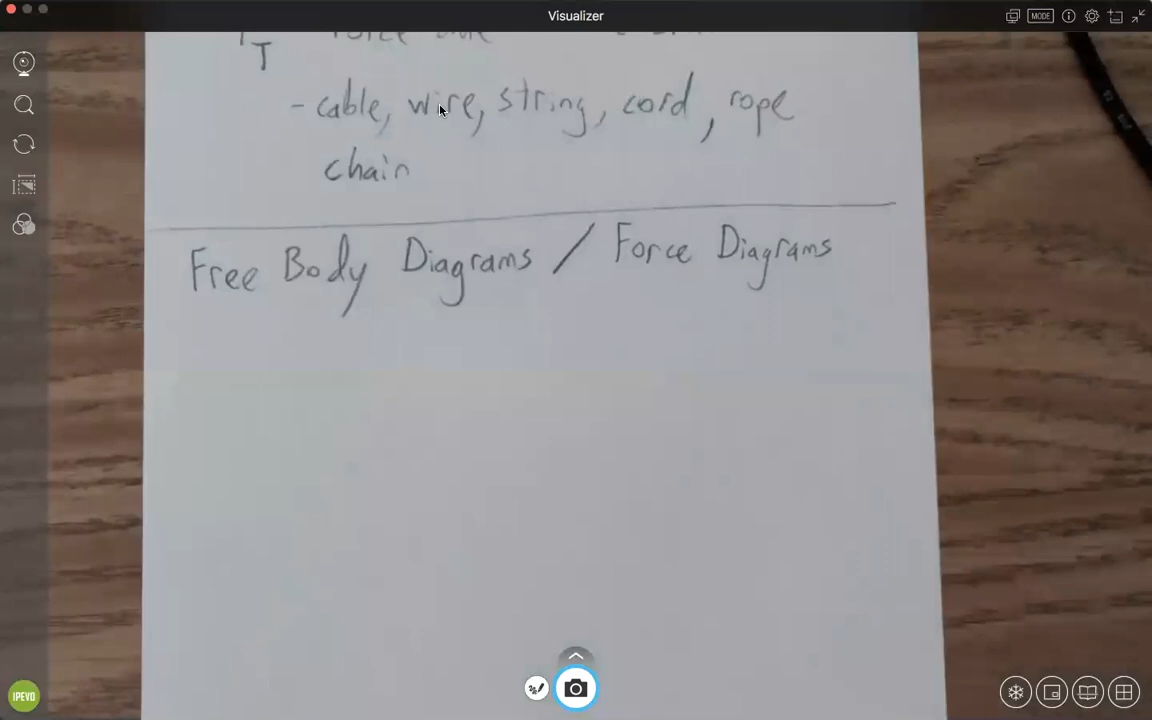 Visualizer
MODE
T
- cable, wire, string, cord, rope
chain
Free Body Diagrams / Force Diagrams
IPEVO